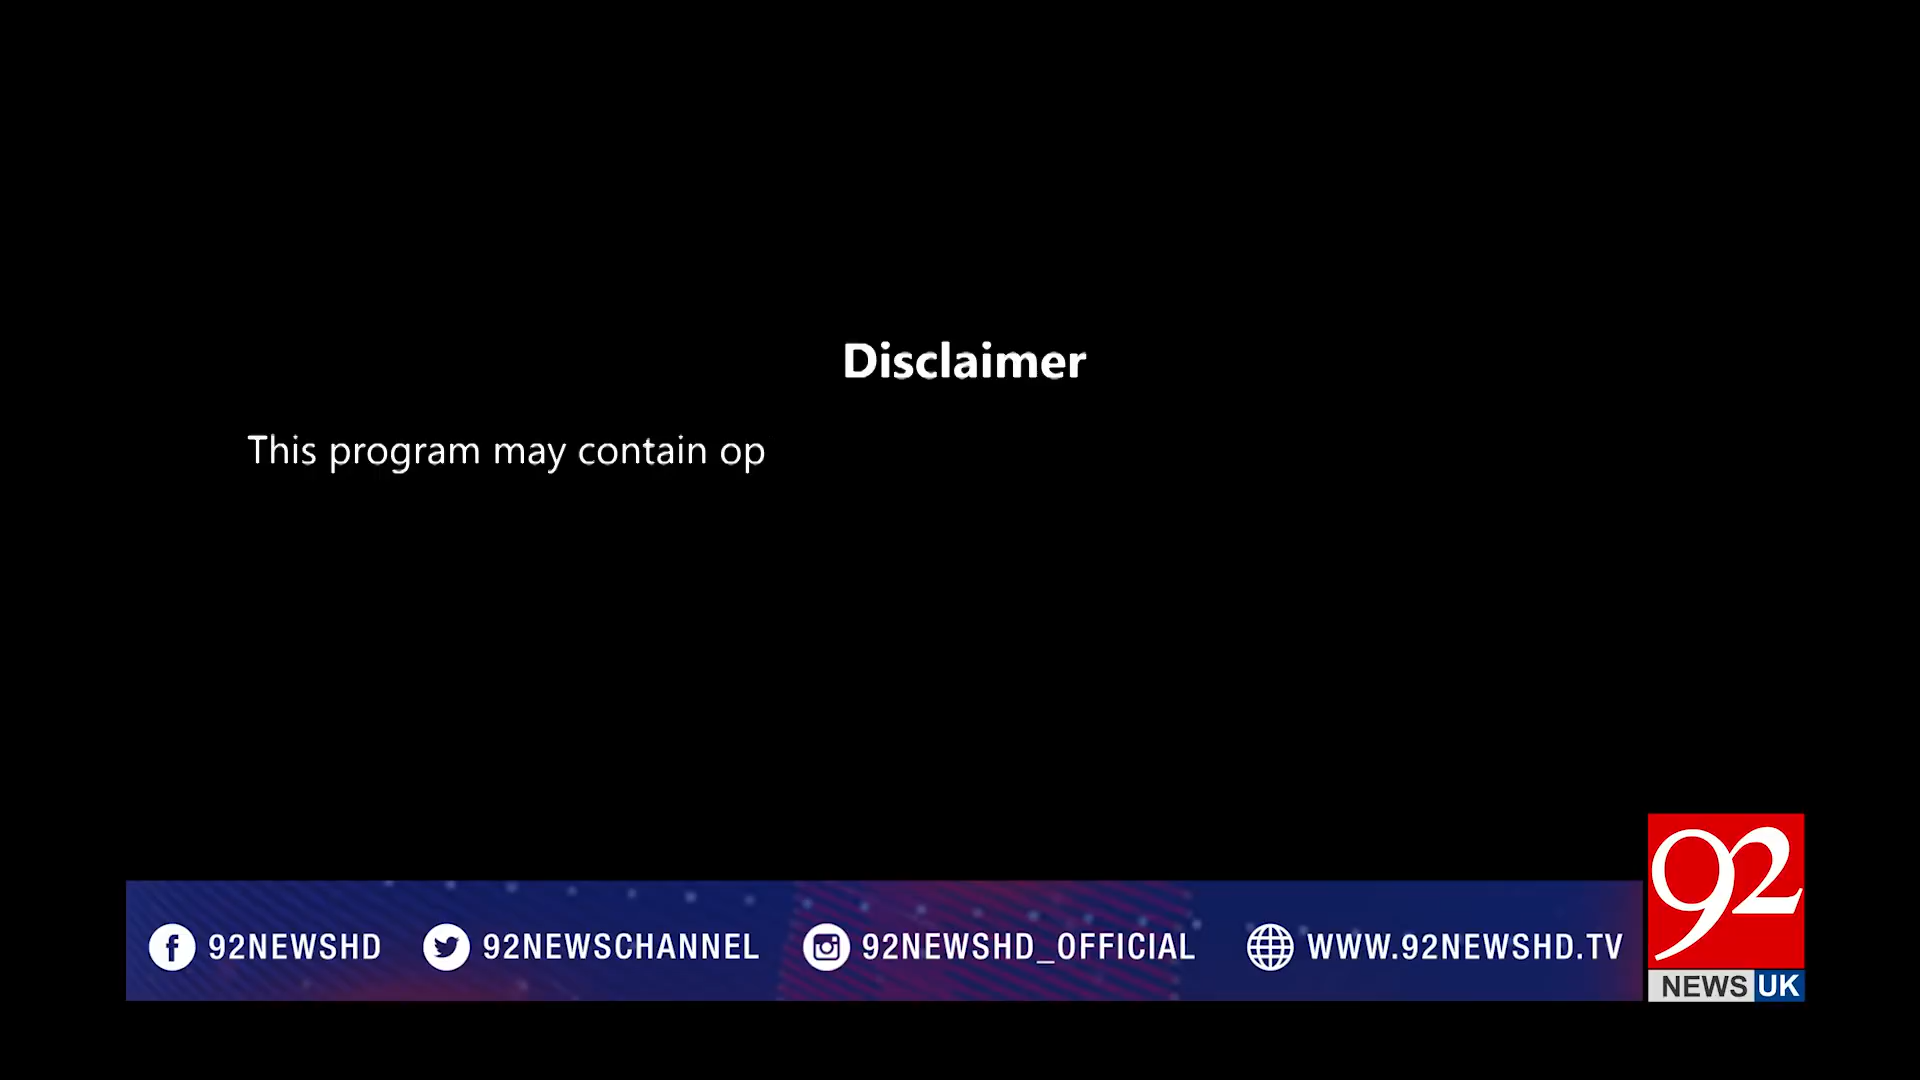 Disclaimer
This program may contain op
92NEWSHD 92NEWSCHANNEL 92NEWSHD_OFFICIAL WWW.92NEWSHD.TV
92
NEWS UK